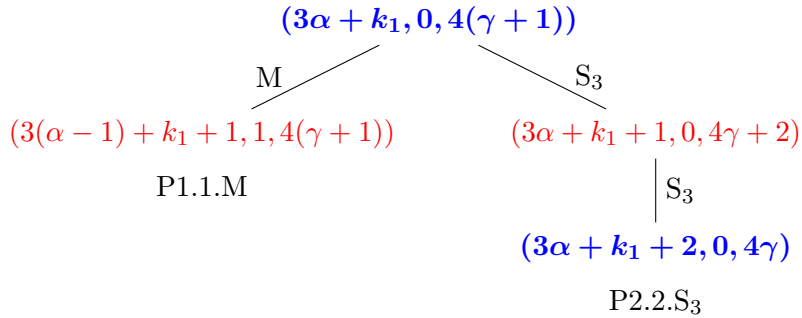 (3α + k₁, 0, 4(γ + 1))
M
S₃
(3(α − 1) + k₁ + 1, 1, 4(γ + 1))
(3α + k₁ + 1, 0, 4γ + 2)
P1.1.M
S₃
(3α + k₁ + 2, 0, 4γ)
P2.2.S₃